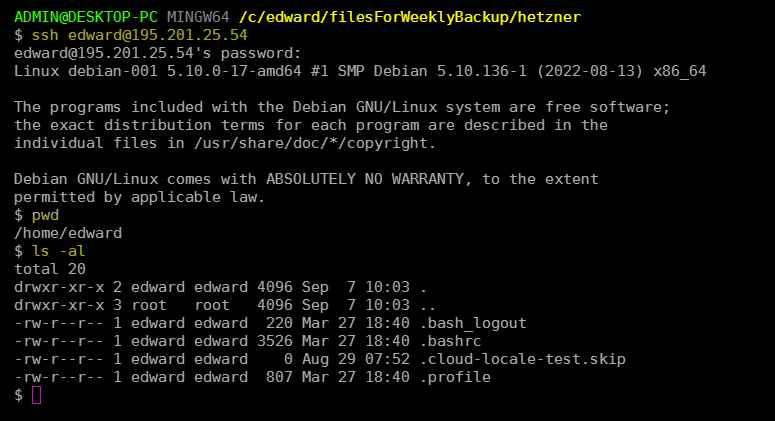 ADMIN@DESKTOP-PC MINGW64 /c/edward/filesForWeeklyBackup/hetzner
$ ssh edward@195.201.25.54
edward@195.201.25.54's password:
Linux debian-001 5.10.0-17-amd64 #1 SMP Debian 5.10.136-1 (2022-08-13) x86_64

The programs included with the Debian GNU/Linux system are free software;
the exact distribution terms for each program are described in the
individual files in /usr/share/doc/*/copyright.

Debian GNU/Linux comes with ABSOLUTELY NO WARRANTY, to the extent
permitted by applicable law.
$ pwd
/home/edward
$ ls -al
total 20
drwxr-xr-x 2 edward edward 4096 Sep  7 10:03 .
drwxr-xr-x 3 root   root   4096 Sep  7 10:03 ..
-rw-r--r-- 1 edward edward  220 Mar 27 18:40 .bash_logout
-rw-r--r-- 1 edward edward 3526 Mar 27 18:40 .bashrc
-rw-r--r-- 1 edward edward    0 Aug 29 07:52 .cloud-locale-test.skip
-rw-r--r-- 1 edward edward  807 Mar 27 18:40 .profile
$